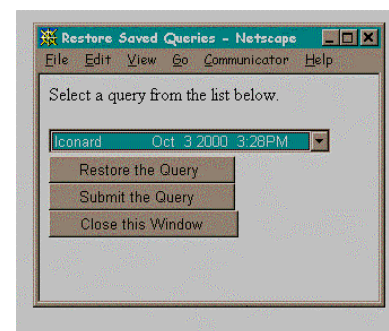 Restore Saved Queries - Netscape
File Edit View Go Communicator Help
Select a query from the list below.
lconard Oct 3 2000 3:28PM
Restore the Query
Submit the Query
Close this Window